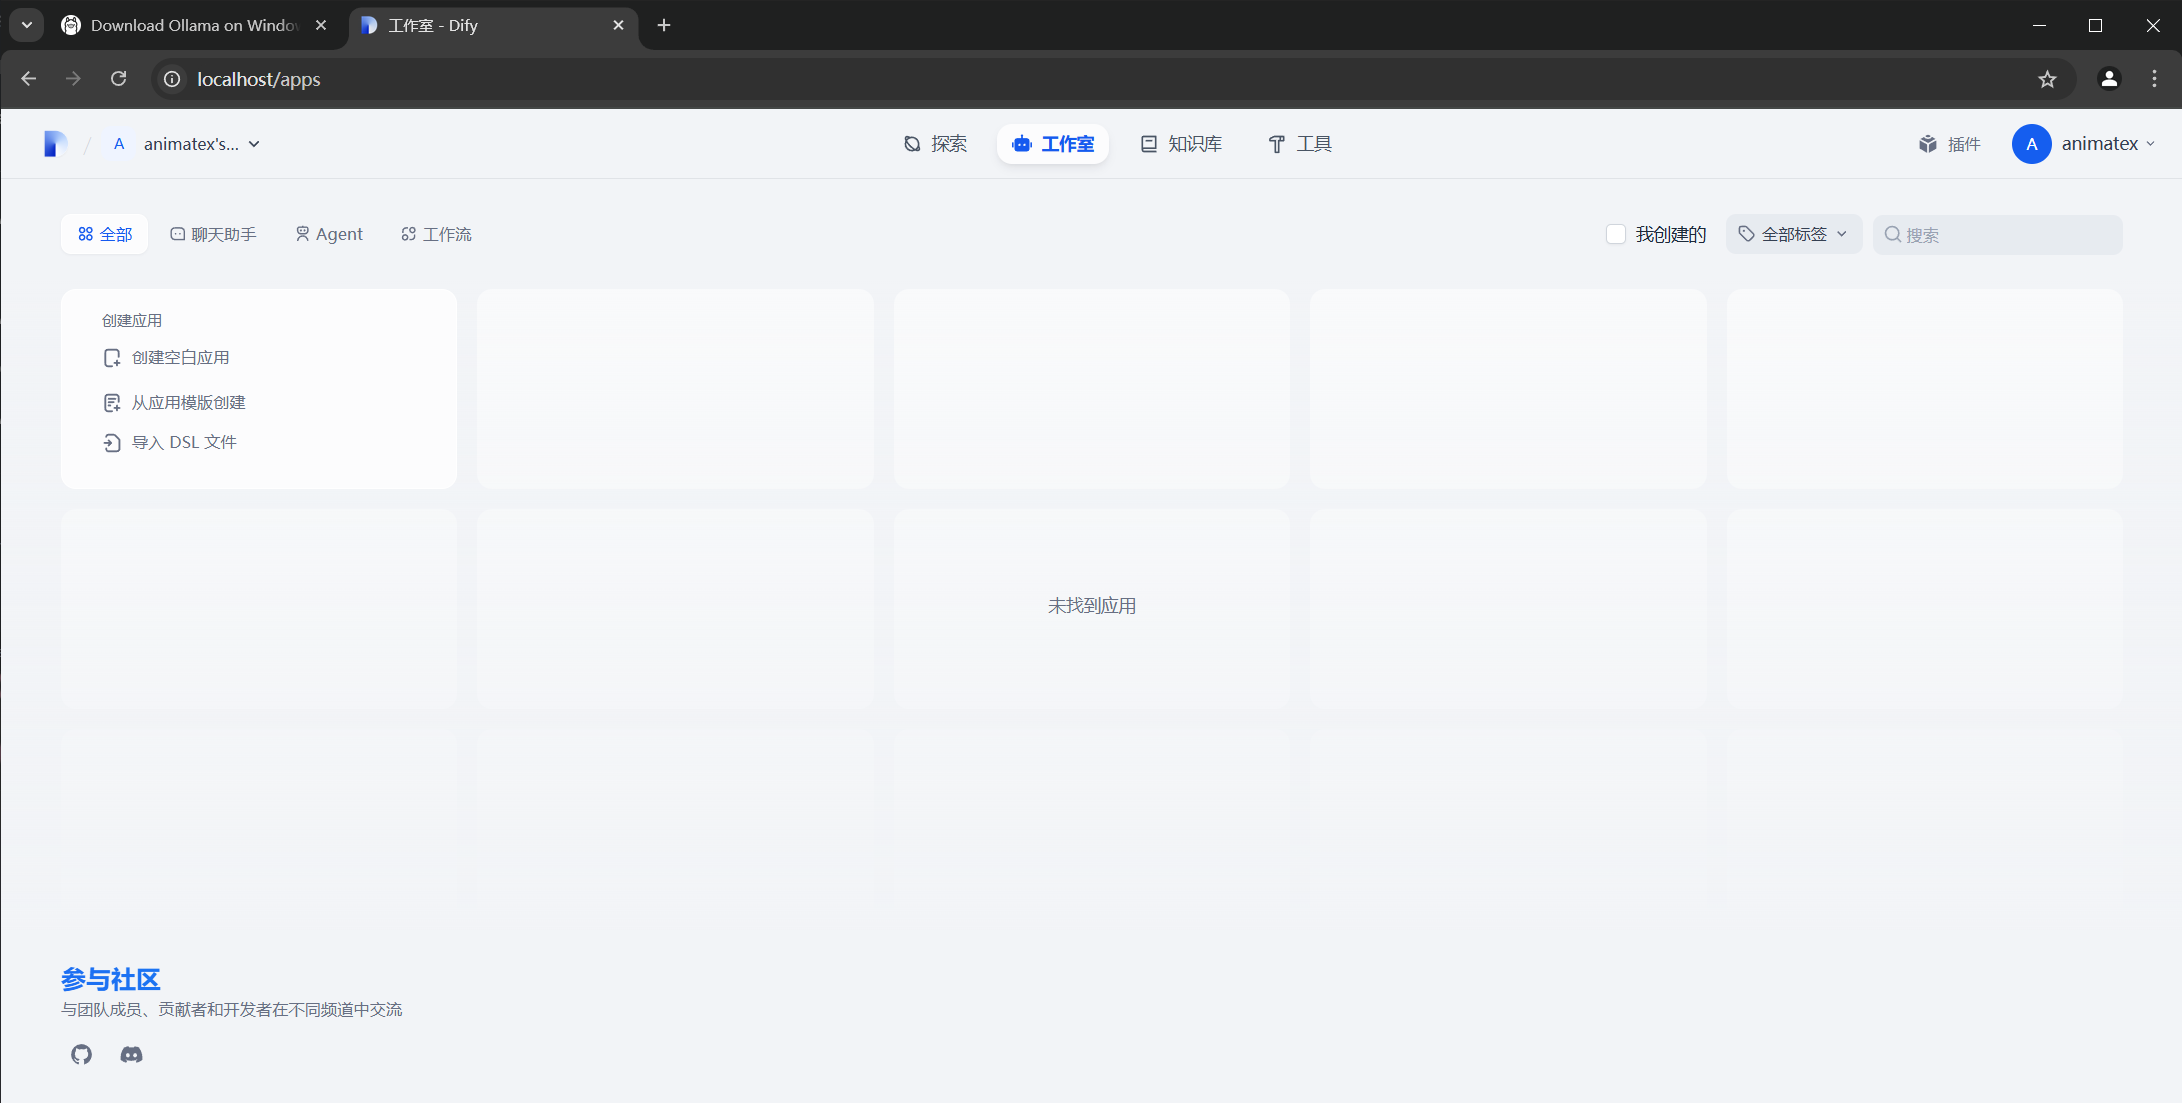 Download Ollama on Windo
工作室 - Dify
localhost/apps
A animatex's...
探索
工作室
知识库
工具
插件
A animatex
全部
聊天助手
Agent
工作流
我创建的
全部标签
搜索
创建应用
创建空白应用
从应用模版创建
导入 DSL 文件
未找到应用
参与社区
与团队成员、贡献者和开发者在不同频道中交流